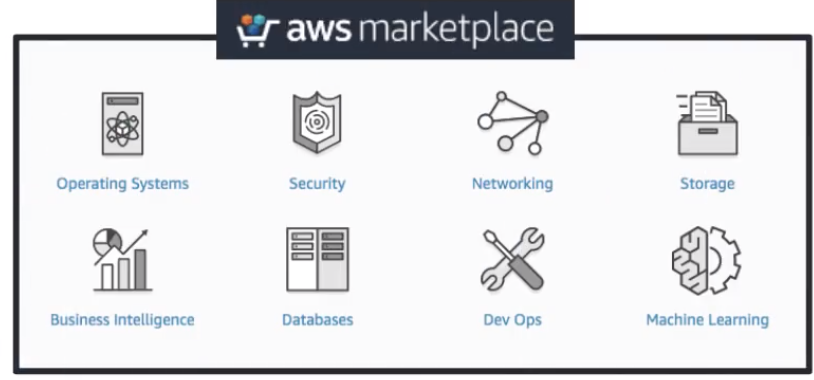 aws marketplace
Operating Systems
Security
Networking
Storage
Business Intelligence
Databases
Dev Ops
Machine Learning